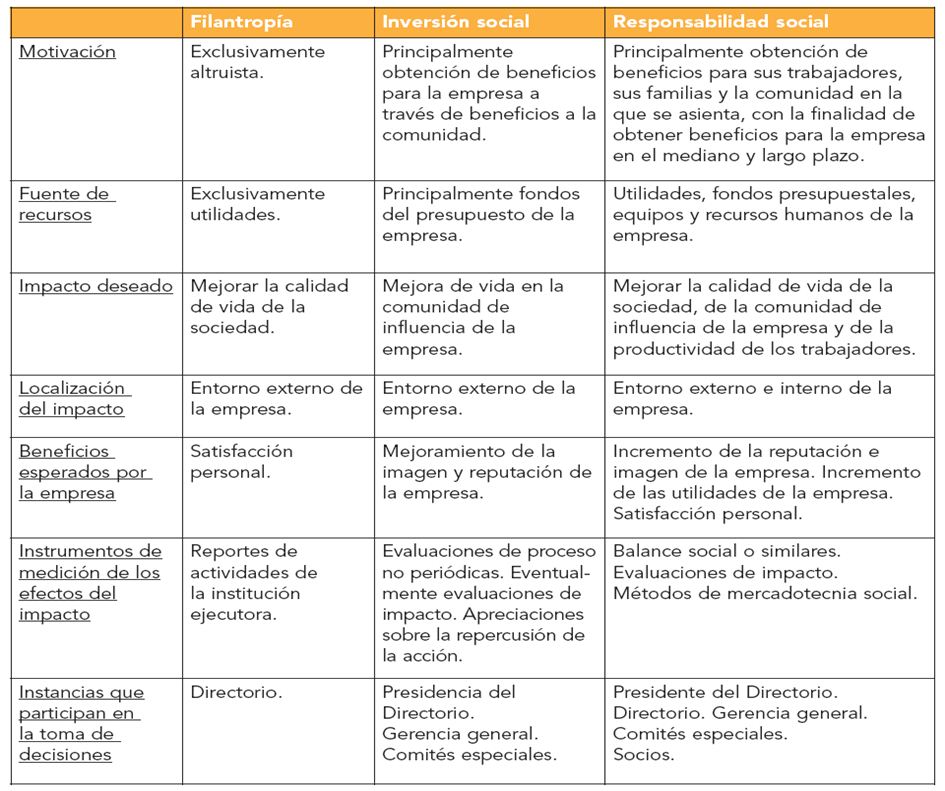 Filantropía Inversión social Responsabilidad social
Motivación
Exclusivamente
altruista.
Principalmente
obtención de beneficios
para la empresa a
través de beneficios a la
comunidad.
Principalmente obtención de
beneficios para sus trabajadores,
sus familias y la comunidad en la
que se asienta, con la finalidad de
obtener beneficios para la empresa
en el mediano y largo plazo.
Fuente de
recursos
Exclusivamente
utilidades.
Principalmente fondos
del presupuesto de la
empresa.
Utilidades, fondos presupuestales,
equipos y recursos humanos de la
empresa.
Impacto deseado
Mejorar la calidad
de vida de la
sociedad.
Mejora de vida en la
comunidad de
influencia de la
empresa.
Mejorar la calidad de vida de la
sociedad, de la comunidad de
influencia de la empresa y de la
productividad de los trabajadores.
Localización
del impacto
Entorno externo de
la empresa.
Entorno externo de la
empresa.
Entorno externo e interno de la
empresa.
Beneficios
esperados por
la empresa
Satisfacción
personal.
Mejoramiento de la
imagen y reputación de
la empresa.
Incremento de la reputación e
imagen de la empresa. Incremento
de las utilidades de la empresa.
Satisfacción personal.
Instrumentos de
medición de los
efectos del
impacto
Reportes de
actividades de
la institución
ejecutora.
Evaluaciones de proceso
no periódicas. Eventual-
mente evaluaciones de
impacto. Apreciaciones
sobre la repercusión de
la acción.
Balance social o similares.
Evaluaciones de impacto.
Métodos de mercadotecnia social.
Instancias que
participan en
la toma de
decisiones
Directorio.
Presidencia del
Directorio.
Gerencia general.
Comités especiales.
Presidente del Directorio.
Directorio. Gerencia general.
Comités especiales.
Socios.